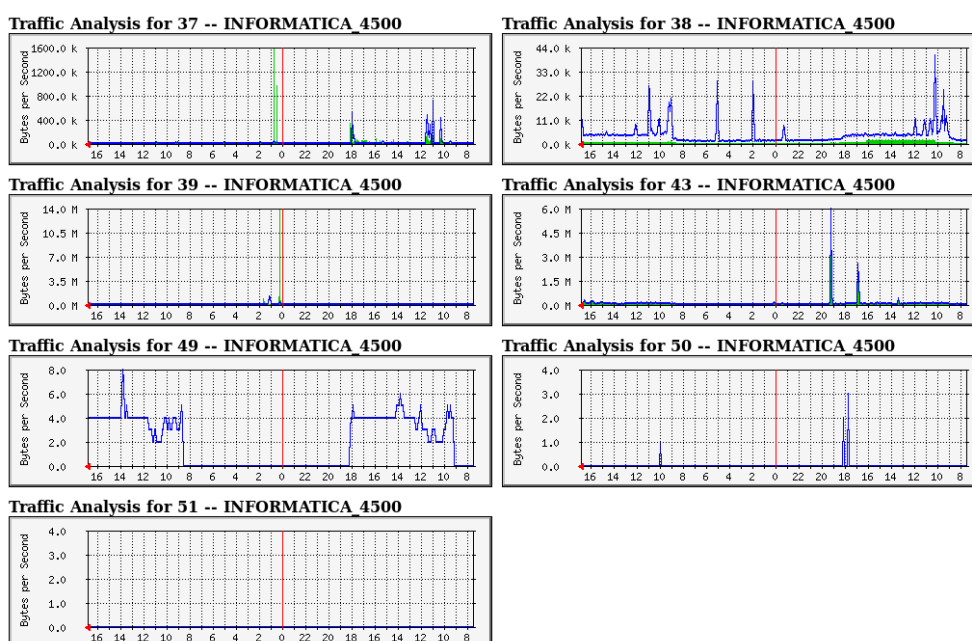 Traffic Analysis for 37 -- INFORMATICA_4500
Bytes per Second
1600.0 k
1200.0 k
800.0 k
400.0 k
0.0 k
16 14 12 10 8 6 4 2 0 22 20 18 16 14 12 10 8
Traffic Analysis for 38 -- INFORMATICA_4500
Bytes per Second
44.0 k
33.0 k
22.0 k
11.0 k
0.0 k
16 14 12 10 8 6 4 2 0 22 20 18 16 14 12 10 8
Traffic Analysis for 39 -- INFORMATICA_4500
Bytes per Second
14.0 M
10.5 M
7.0 M
3.5 M
0.0 M
16 14 12 10 8 6 4 2 0 22 20 18 16 14 12 10 8
Traffic Analysis for 43 -- INFORMATICA_4500
Bytes per Second
6.0 M
4.5 M
3.0 M
1.5 M
0.0 M
16 14 12 10 8 6 4 2 0 22 20 18 16 14 12 10 8
Traffic Analysis for 49 -- INFORMATICA_4500
Bytes per Second
8.0
6.0
4.0
2.0
0.0
16 14 12 10 8 6 4 2 0 22 20 18 16 14 12 10 8
Traffic Analysis for 50 -- INFORMATICA_4500
Bytes per Second
4.0
3.0
2.0
1.0
0.0
16 14 12 10 8 6 4 2 0 22 20 18 16 14 12 10 8
Traffic Analysis for 51 -- INFORMATICA_4500
Bytes per Second
4.0
3.0
2.0
1.0
0.0
16 14 12 10 8 6 4 2 0 22 20 18 16 14 12 10 8